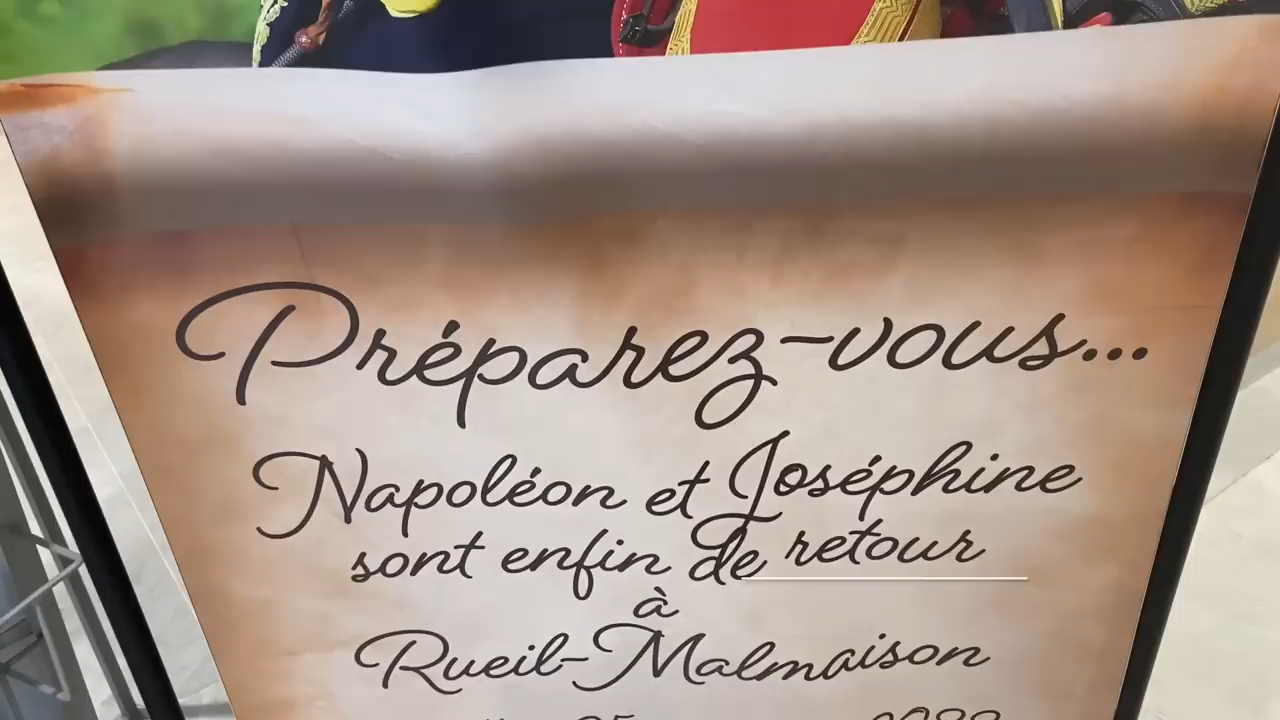 Préparez-vous...
Napoléon et Joséphine
sont enfin de retour
à
Rueil-Malmaison